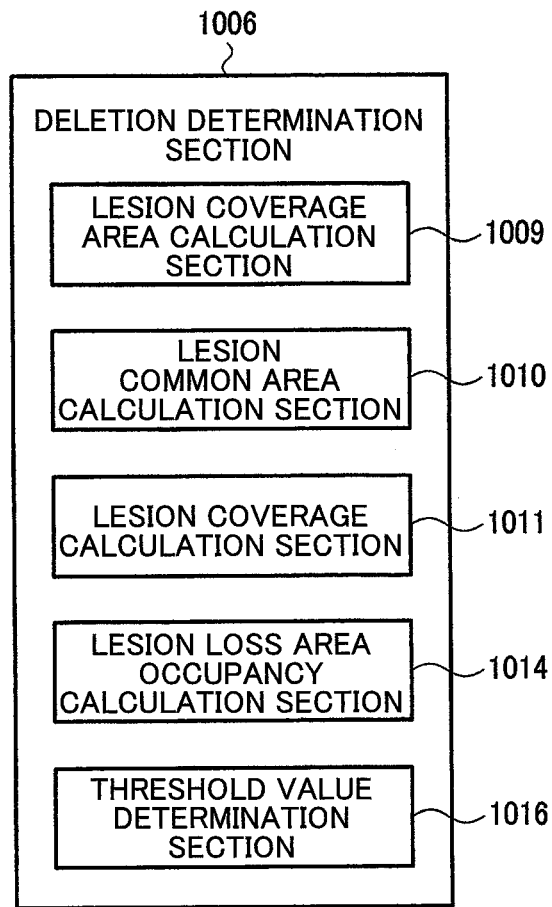 1006
DELETION DETERMINATION
SECTION
LESION COVERAGE
AREA CALCULATION
SECTION
1009
LESION
COMMON AREA
CALCULATION SECTION
1010
LESION COVERAGE
CALCULATION SECTION
1011
LESION LOSS AREA
OCCUPANCY
CALCULATION SECTION
1014
THRESHOLD VALUE
DETERMINATION
SECTION
1016